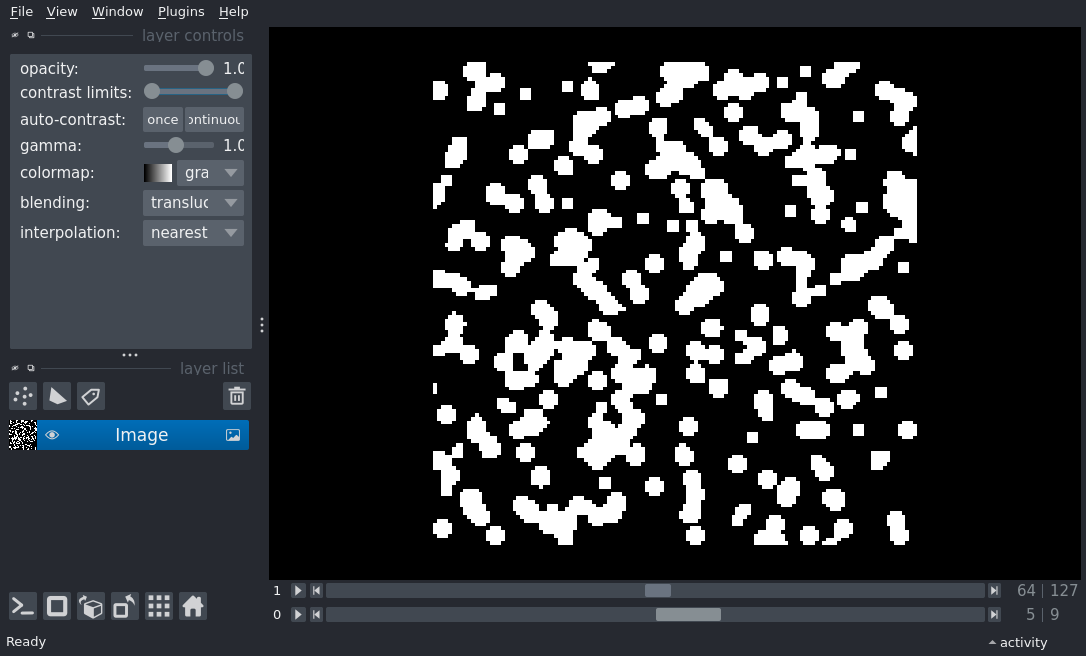 File View Window Plugins Help
layer controls
opacity: 1.0
contrast limits:
auto-contrast: once ontinuou
gamma: 1.0
colormap: gra
blending: transluc
interpolation: nearest
layer list
Image
1 64 127
0 5 9
Ready activity